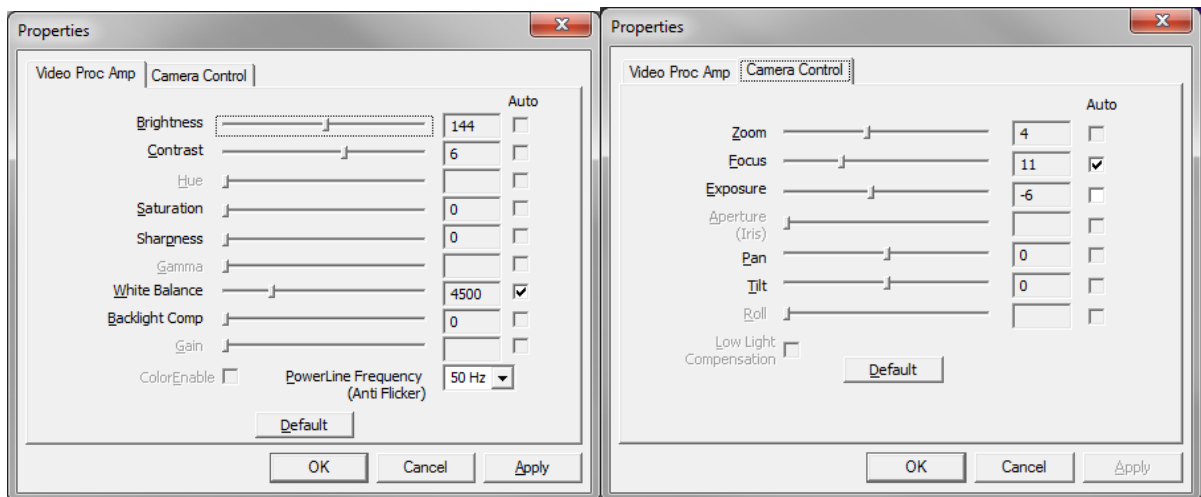 Properties
Video Proc Amp Camera Control
Auto
Brightness 144
Contrast 6
Hue
Saturation 0
Sharpness 0
Gamma
White Balance 4500
Backlight Comp 0
Gain
ColorEnable PowerLine Frequency 50 Hz
(Anti Flicker)
Default
OK Cancel Apply
Properties
Video Proc Amp Camera Control
Auto
Zoom 4
Focus 11
Exposure -6
Aperture
(Iris)
Pan 0
Tilt 0
Roll
Low Light
Compensation
Default
OK Cancel Apply